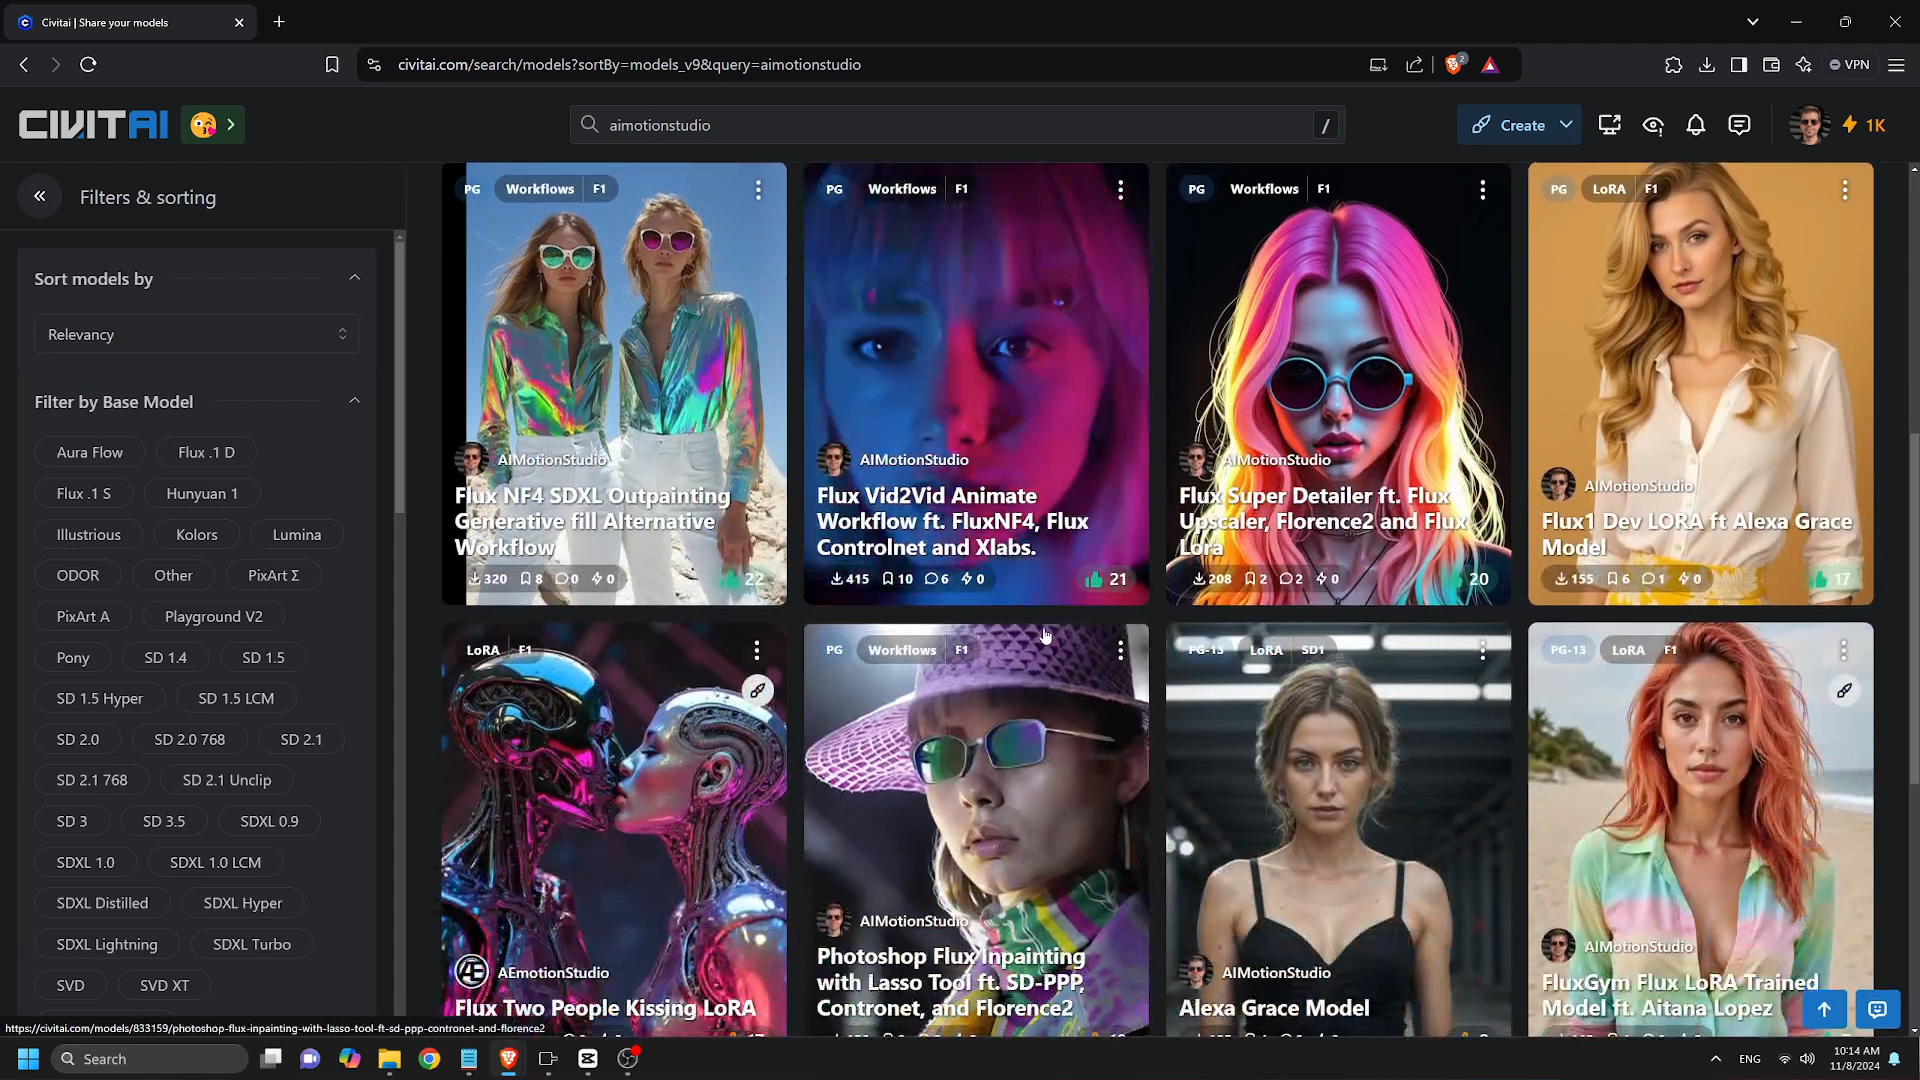 Civitai | Share your models
civitai.com/search/models?sortBy=models_v9&query=aimotionstudio
2
VPN
CIVITAI
aimotionstudio
/
Create
1K
Filters & sorting
Sort models by
Relevancy
Filter by Base Model
Aura Flow
Flux .1 D
Flux .1 S
Hunyuan 1
Illustrious
Kolors
Lumina
ODOR
Other
PixArt Σ
PixArt A
Playground V2
Pony
SD 1.4
SD 1.5
SD 1.5 Hyper
SD 1.5 LCM
SD 2.0
SD 2.0 768
SD 2.1
SD 2.1 768
SD 2.1 Unclip
SD 3
SD 3.5
SDXL 0.9
SDXL 1.0
SDXL 1.0 LCM
SDXL Distilled
SDXL Hyper
SDXL Lightning
SDXL Turbo
SVD
SVD XT
PG Workflows F1
AIMotionStudio
Flux NF4 SDXL Outpainting
Generative fill Alternative
Workflow
320 8 0 0 22
PG Workflows F1
AIMotionStudio
Flux Vid2Vid Animate
Workflow ft. FluxNF4, Flux
Controlnet and Xlabs.
415 10 6 0 21
PG Workflows F1
AIMotionStudio
Flux Super Detailer ft. Flux
Upscaler, Florence2 and Flux
Lora
208 2 2 0 20
PG LoRA F1
AIMotionStudio
Flux1 Dev LORA ft Alexa Grace
Model
155 6 1 0 17
LoRA F1
AE
AEmotionStudio
Flux Two People Kissing LoRA
PG Workflows F1
AIMotionStudio
Photoshop Flux Inpainting
with Lasso Tool ft. SD-PPP,
Contronet, and Florence2
PG-13 LoRA SD1
AIMotionStudio
Alexa Grace Model
PG-13 LoRA F1
AIMotionStudio
FluxGym Flux LoRA Trained
Model ft. Aitana Lopez
https://civitai.com/models/833159/photoshop-flux-inpainting-with-lasso-tool-ft-sd-ppp-contronet-and-florence2
Search
ENG
10:14 AM
11/8/2024